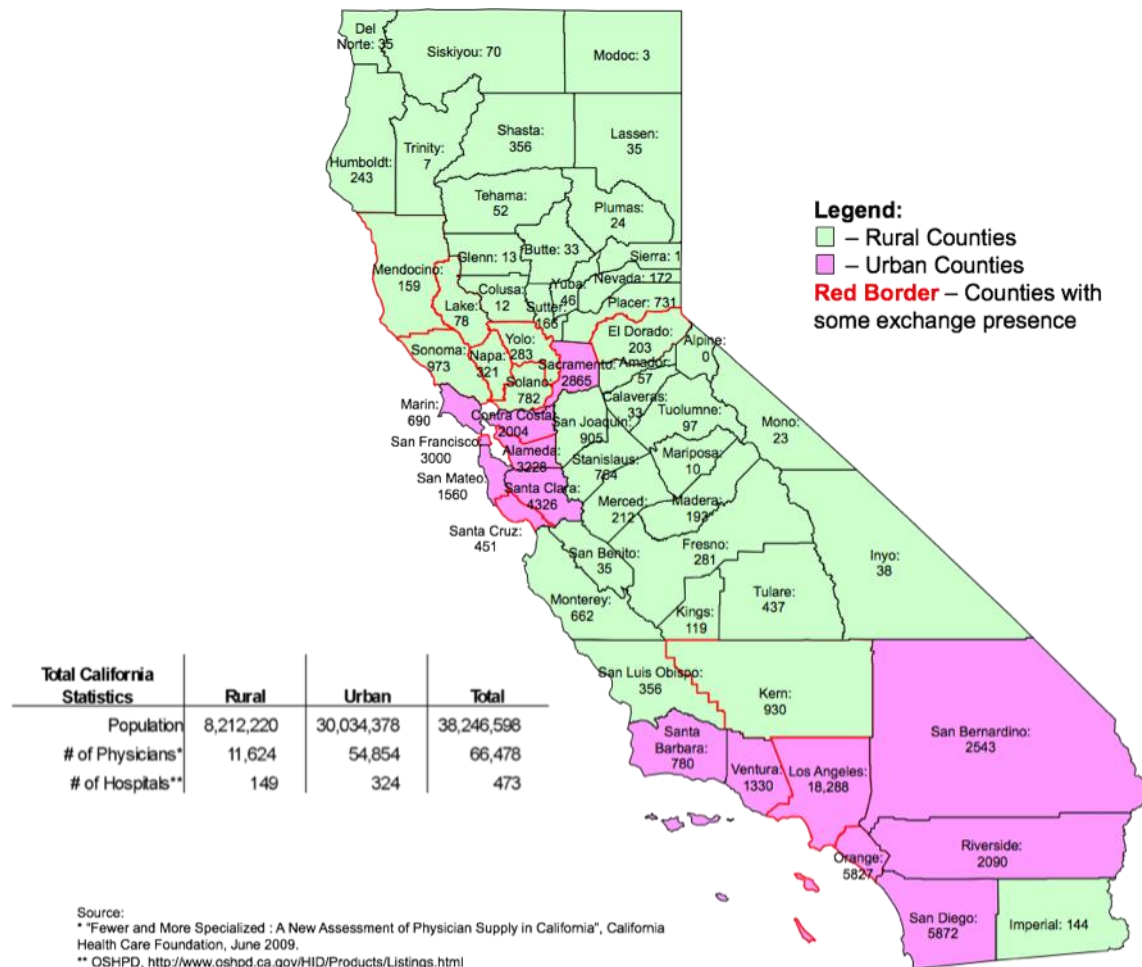 Del
Norte: 35
Siskiyou: 70
Modoc: 3
Shasta:
356
Lassen:
35
Trinity:
7
Humboldt:
243
Tehama:
52
Plumas:
24
Legend:
– Rural Counties
– Urban Counties
Red Border – Counties with
some exchange presence
Butte: 33
Glenn: 13
Sierra: 1
Mendocino:
159
Nevada: 172
Colusa:
12
Yuba:
46
Lake:
78
Placer: 731
Sutter:
166
El Dorado:
203
Alpine:
0
Yolo:
283
Sonoma:
973
Napa:
321
Sacramento:
2865
Amador:
57
Solano:
782
Calaveras:
33
Marin:
690
Tuolumne:
97
Contra Costa:
2004
San Joaquin:
905
Mono:
23
San Francisco:
3000
Alameda:
3228
Mariposa:
10
Stanislaus:
764
San Mateo:
1560
Santa Clara:
4326
Merced:
212
Madera:
193
Santa Cruz:
451
Fresno:
281
San Benito:
35
Inyo:
38
Tulare:
437
Monterey:
662
Kings:
119
San Luis Obispo:
356
Kern:
930
Total California
Statistics Rural Urban Total
Population 8,212,220 30,034,378 38,246,598
# of Physicians* 11,624 54,854 66,478
# of Hospitals** 149 324 473
Santa
Barbara:
780
San Bernardino:
2543
Ventura:
1330
Los Angeles:
18,288
Riverside:
2090
Orange:
5827
San Diego:
5872
Imperial: 144
Source:
* "Fewer and More Specialized : A New Assessment of Physician Supply in California", California
Health Care Foundation, June 2009.
** OSHPD, http://www.oshpd.ca.gov/HID/Products/Listings.html